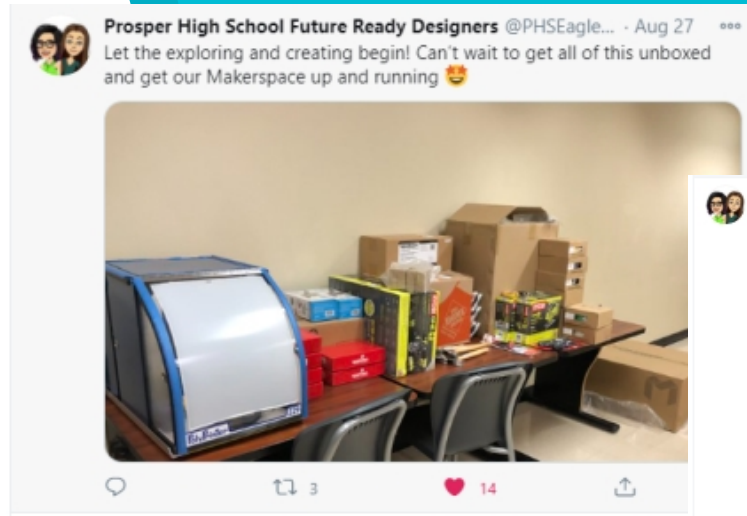 Prosper High School Future Ready Designers @PHSEagle... · Aug 27
Let the exploring and creating begin! Can't wait to get all of this unboxed
and get our Makerspace up and running 🤩
3
14